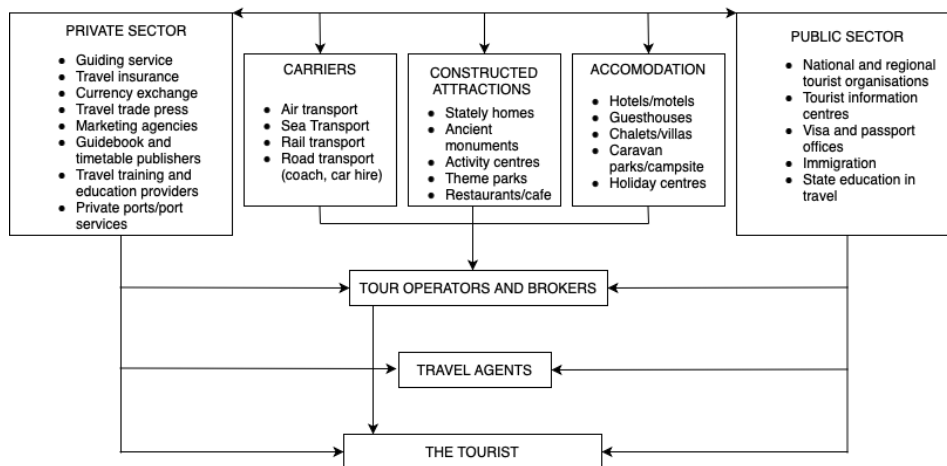 PRIVATE SECTOR
Guiding service
Travel insurance
Currency exchange
Travel trade press
Marketing agencies
Guidebook and
timetable publishers
Travel training and
education providers
Private ports/port
services
CARRIERS
Air transport
Sea Transport
Rail transport
Road transport
(coach, car hire)
CONSTRUCTED
ATTRACTIONS
Stately homes
Ancient
monuments
Activity centres
Theme parks
Restaurants/cafe
ACCOMODATION
Hotels/motels
Guesthouses
Chalets/villas
Caravan
parks/campsite
Holiday centres
PUBLIC SECTOR
National and regional
tourist organisations
Tourist information
centres
Visa and passport
offices
Immigration
State education in
travel
TOUR OPERATORS AND BROKERS
TRAVEL AGENTS
THE TOURIST